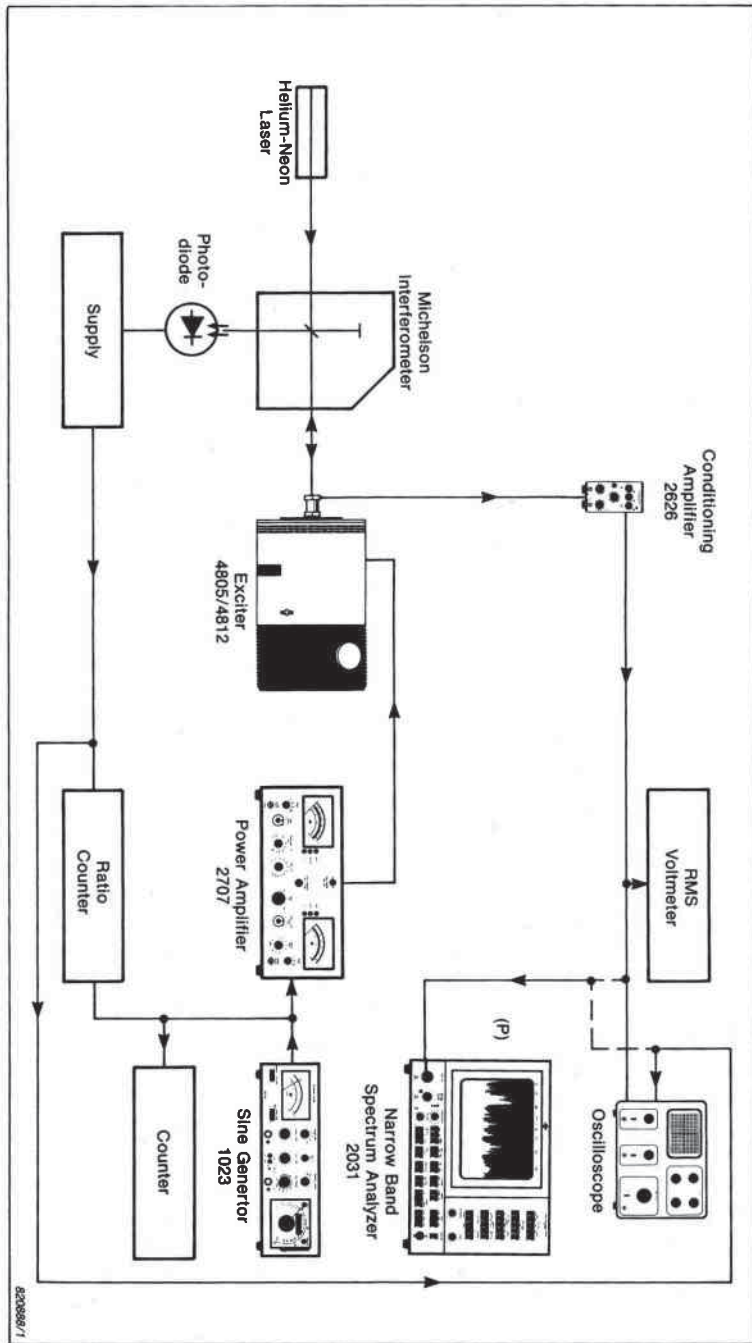 Conditioning
Amplifier
2626
RMS
Voltmeter
Oscilloscope
(P)
Narrow Band
Spectrum Analyzer
2031
Helium-Neon
Laser
Michelson
Interferometer
Exciter
4805/4812
Power Amplifier
2707
Sine Genertor
1023
Photo-
diode
Supply
Ratio
Counter
Counter
820888/1